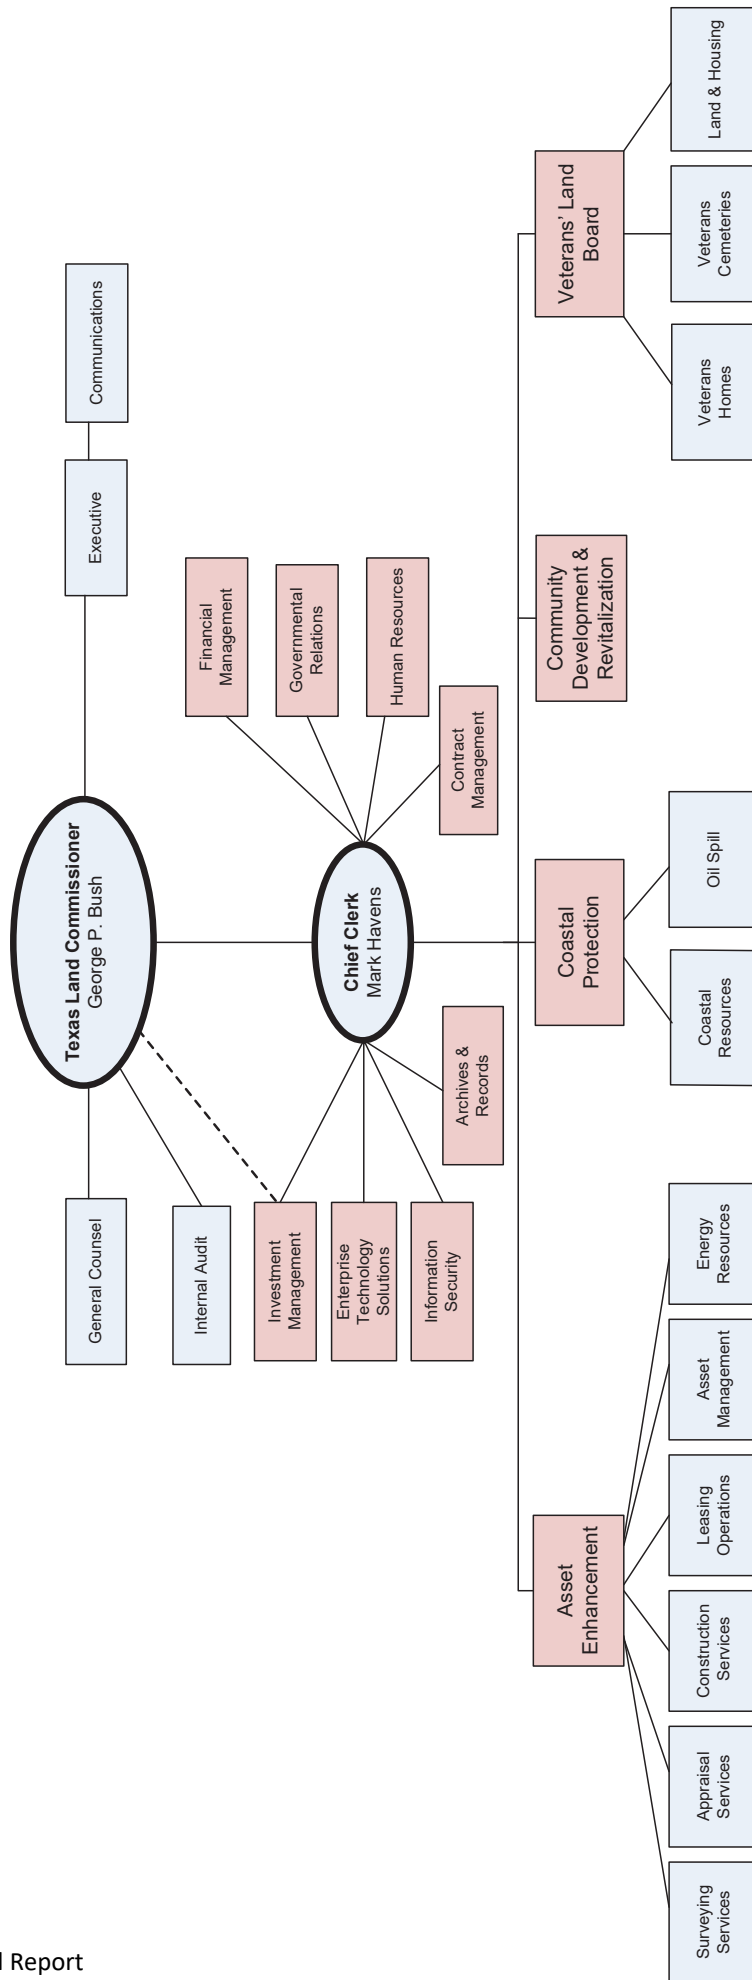 Texas Land Commissioner
George P. Bush
General Counsel
Executive
Communications
Internal Audit
Investment
Management
Enterprise
Technology
Solutions
Information
Security
Archives &
Records
Chief Clerk
Mark Havens
Financial
Management
Governmental
Relations
Human Resources
Contract
Management
Asset
Enhancement
Coastal
Protection
Community
Development &
Revitalization
Veterans' Land
Board
Surveying
Services
Appraisal
Services
Construction
Services
Leasing
Operations
Asset
Management
Energy
Resources
Coastal
Resources
Oil Spill
Veterans
Homes
Veterans
Cemeteries
Land & Housing
Report